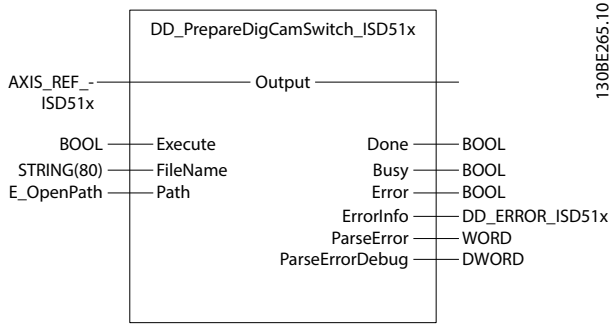 DD_PrepareDigCamSwitch_ISD51x
AXIS_REF_-
ISD51x
Output
BOOL Execute Done BOOL
STRING(80) FileName Busy BOOL
E_OpenPath Path Error BOOL
ErrorInfo DD_ERROR_ISD51x
ParseError WORD
ParseErrorDebug DWORD
130BE265.10